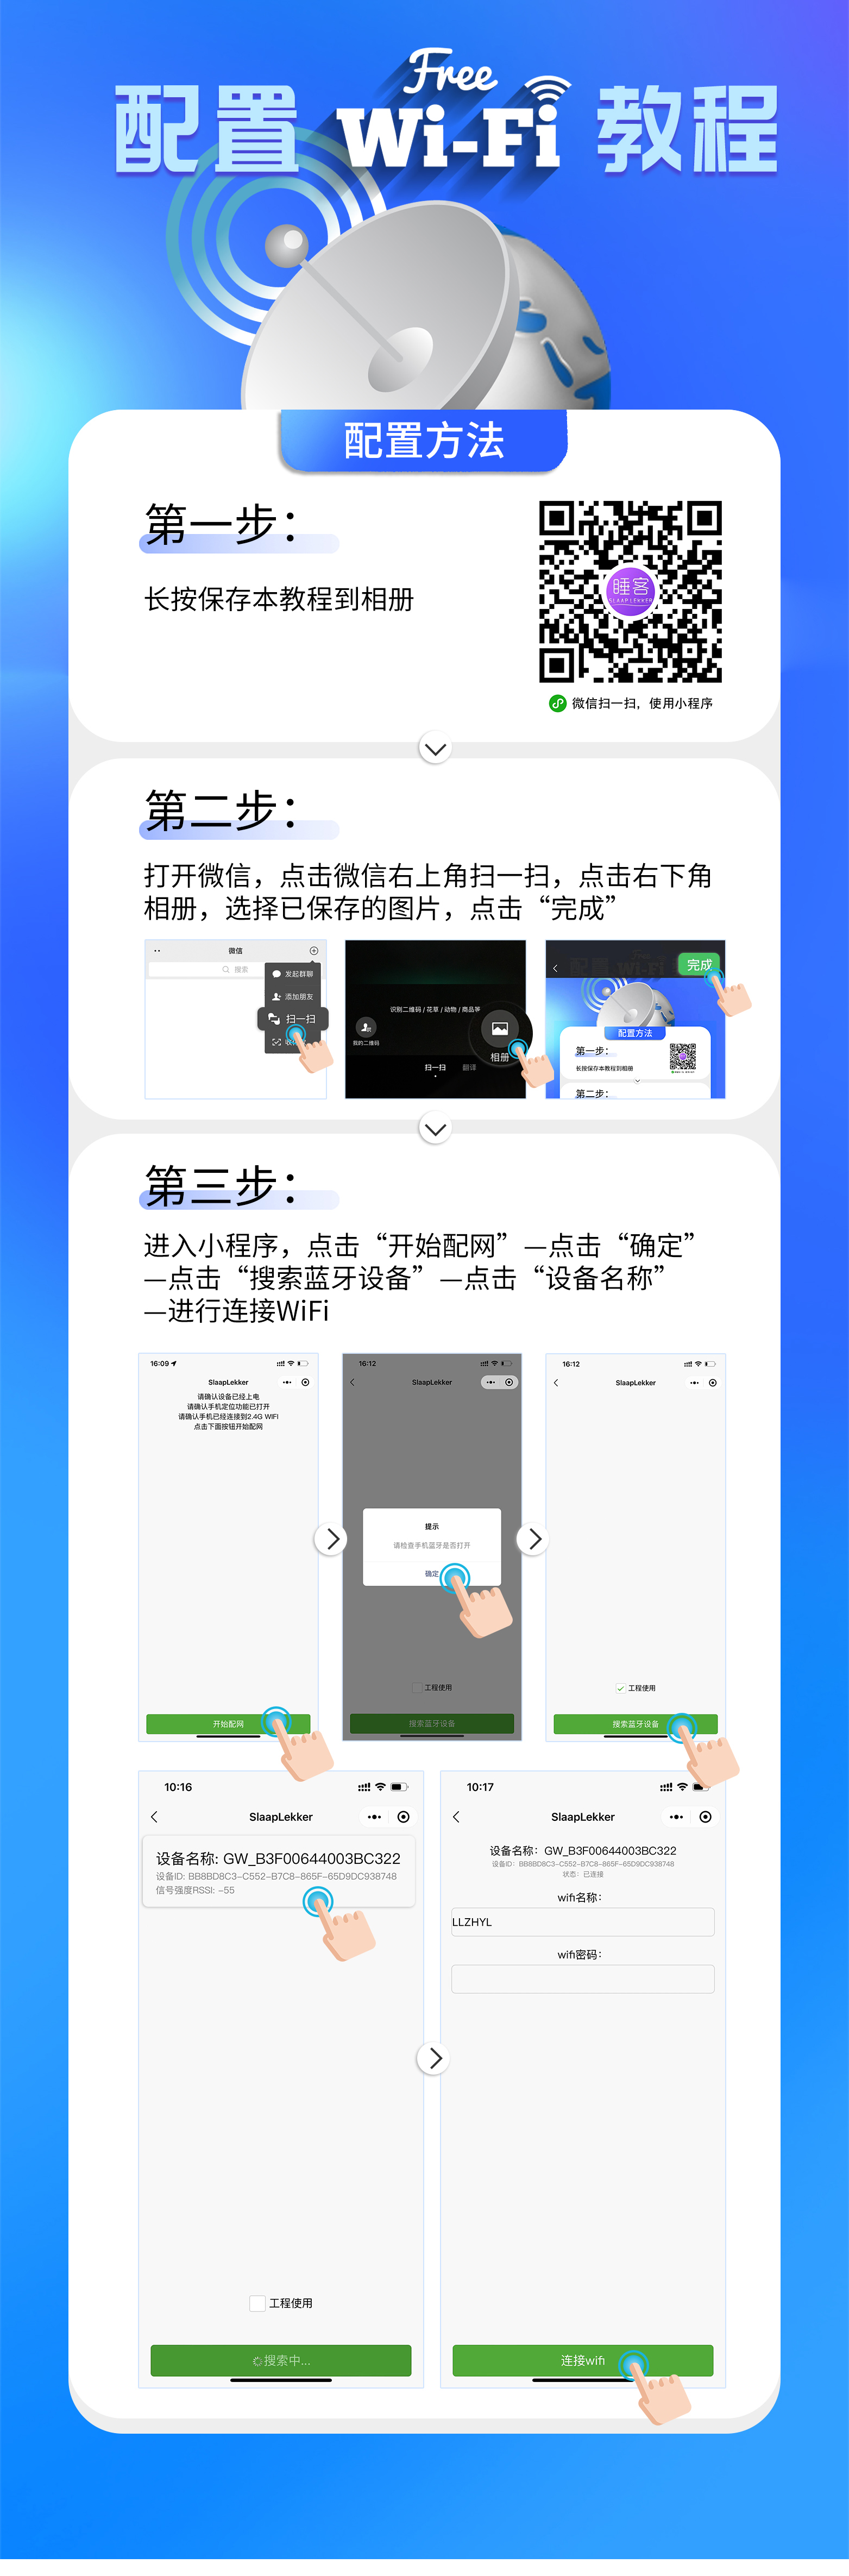 配置 Free Wi-Fi 教程
配置方法
第一步：
长按保存本教程到相册
睡客
SLAAPLEKKER
微信扫一扫，使用小程序
第二步：
打开微信，点击微信右上角扫一扫，点击右下角
相册，选择已保存的图片，点击“完成”
微信
搜索
发起群聊
添加朋友
扫一扫
识别二维码 / 花草 / 动物 / 商品等
我的二维码
相册
扫一扫 翻译
完成
配置方法
第一步：
长按保存本教程到相册
第二步：
第三步：
进入小程序，点击“开始配网”—点击“确定”
—点击“搜索蓝牙设备”—点击“设备名称”
—进行连接WiFi
16:09
SlaapLekker
请确认设备已经上电
请确认手机定位功能已打开
请确认手机已经连接到2.4G WIFI
点击下面按钮开始配网
开始配网
16:12
SlaapLekker
提示
请检查手机蓝牙是否打开
确定
工程使用
搜索蓝牙设备
16:12
SlaapLekker
工程使用
搜索蓝牙设备
10:16
SlaapLekker
设备名称: GW_B3F00644003BC322
设备ID: BB8BD8C3-C552-B7C8-865F-65D9DC938748
信号强度RSSI: -55
工程使用
搜索中...
10:17
SlaapLekker
设备名称：GW_B3F00644003BC322
设备ID：BB8BD8C3-C552-B7C8-865F-65D9DC938748
状态：已连接
wifi名称：
LLZHYL
wifi密码：
连接wifi